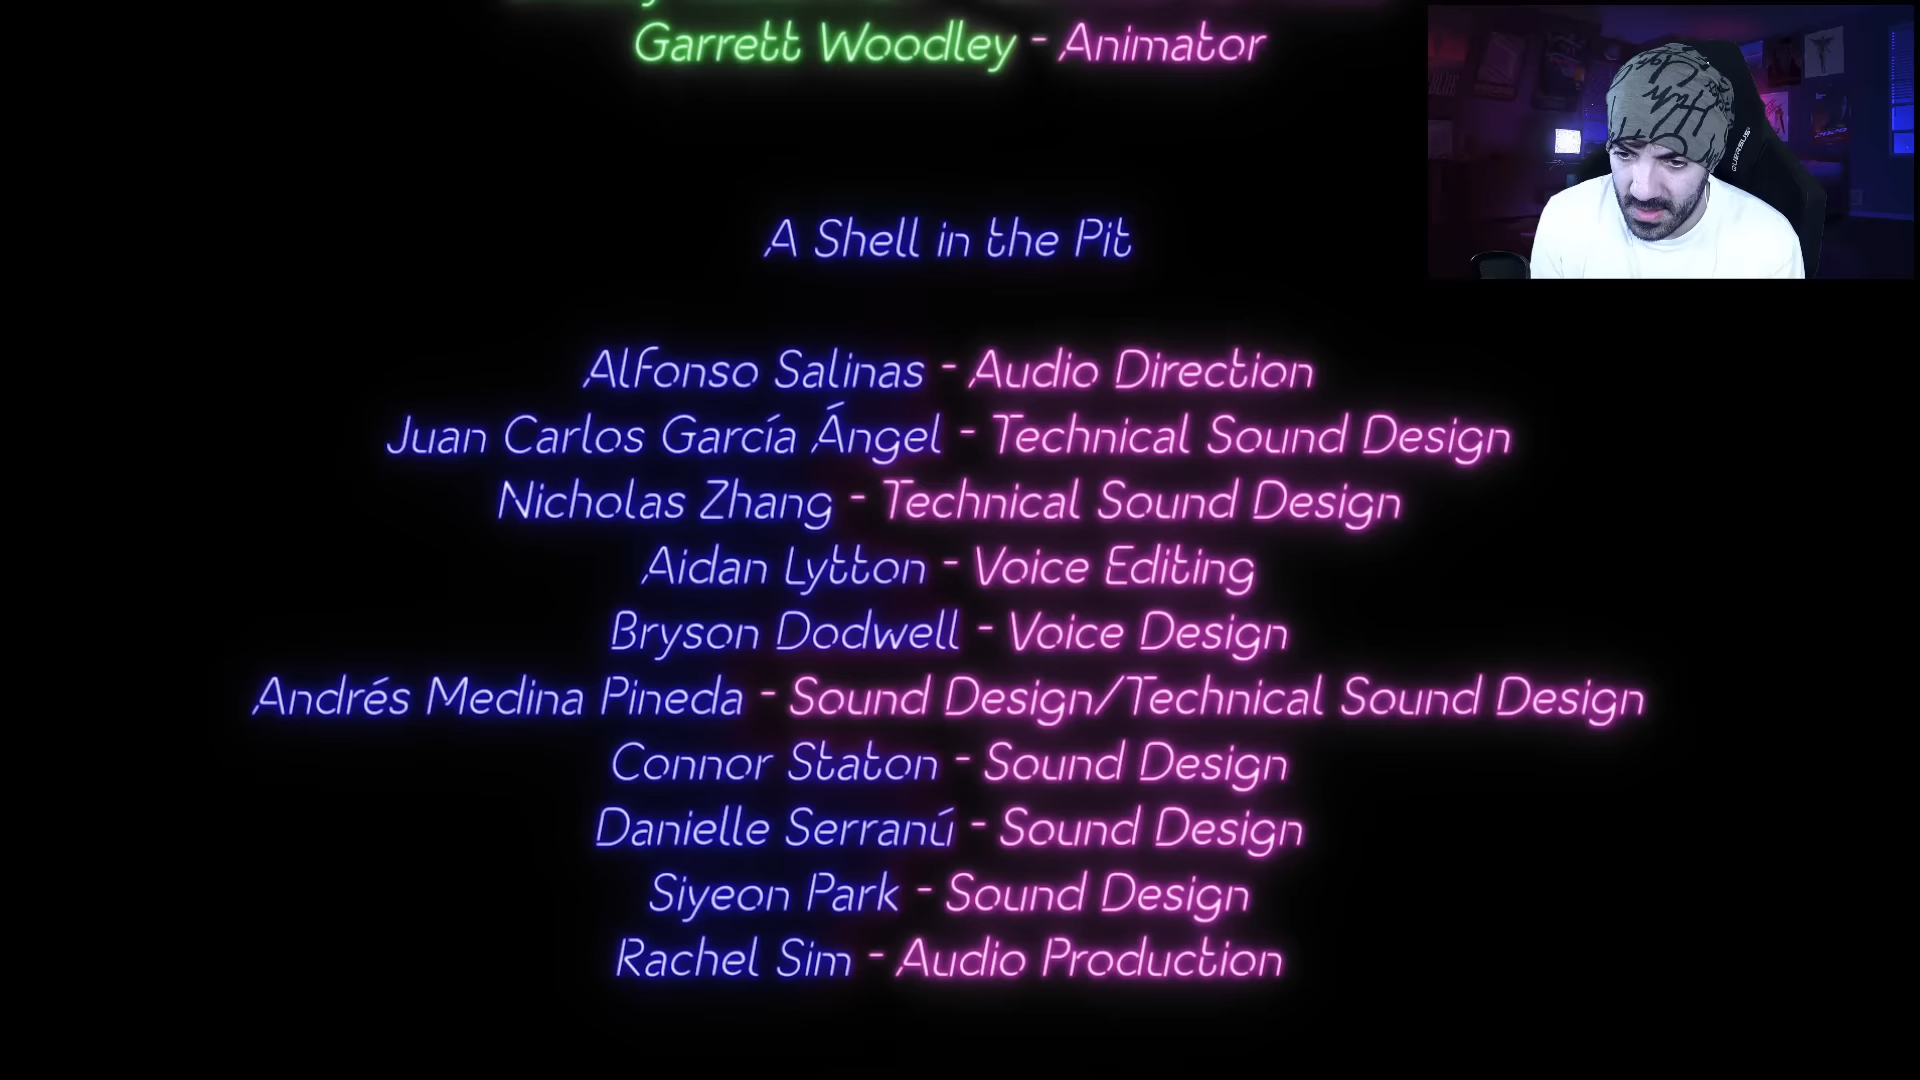 Garrett Woodley - Animator
A Shell in the Pit
Alfonso Salinas - Audio Direction
Juan Carlos García Ángel - Technical Sound Design
Nicholas Zhang - Technical Sound Design
Aidan Lytton - Voice Editing
Bryson Dodwell - Voice Design
Andrés Medina Pineda - Sound Design/Technical Sound Design
Connor Staton - Sound Design
Danielle Serranú - Sound Design
Siyeon Park - Sound Design
Rachel Sim - Audio Production